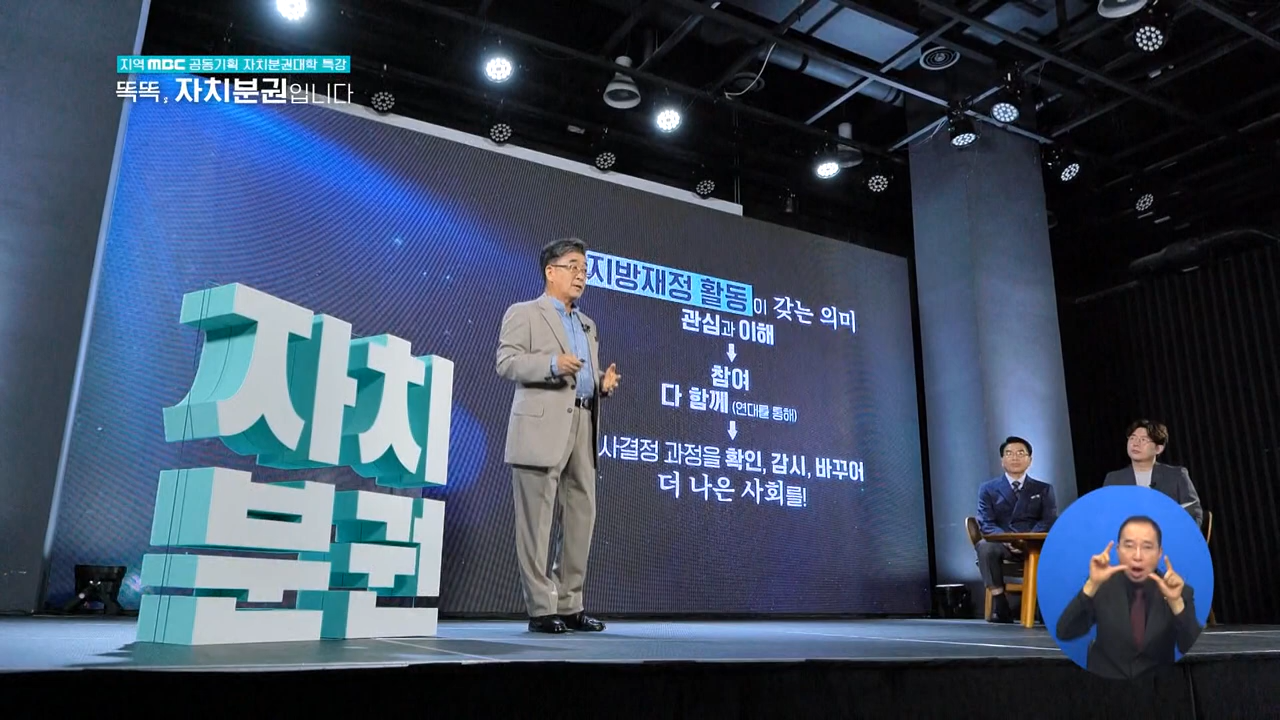 지역 MBC 공동기획 자치분권대학 특강
똑똑, 자치분권입니다
지방재정 활동이 갖는 의미
관심과 이해
참여
다 함께 (연대를 통해)
사결정 과정을 확인, 감시, 바꾸어
더 나은 사회를!
자치
분권